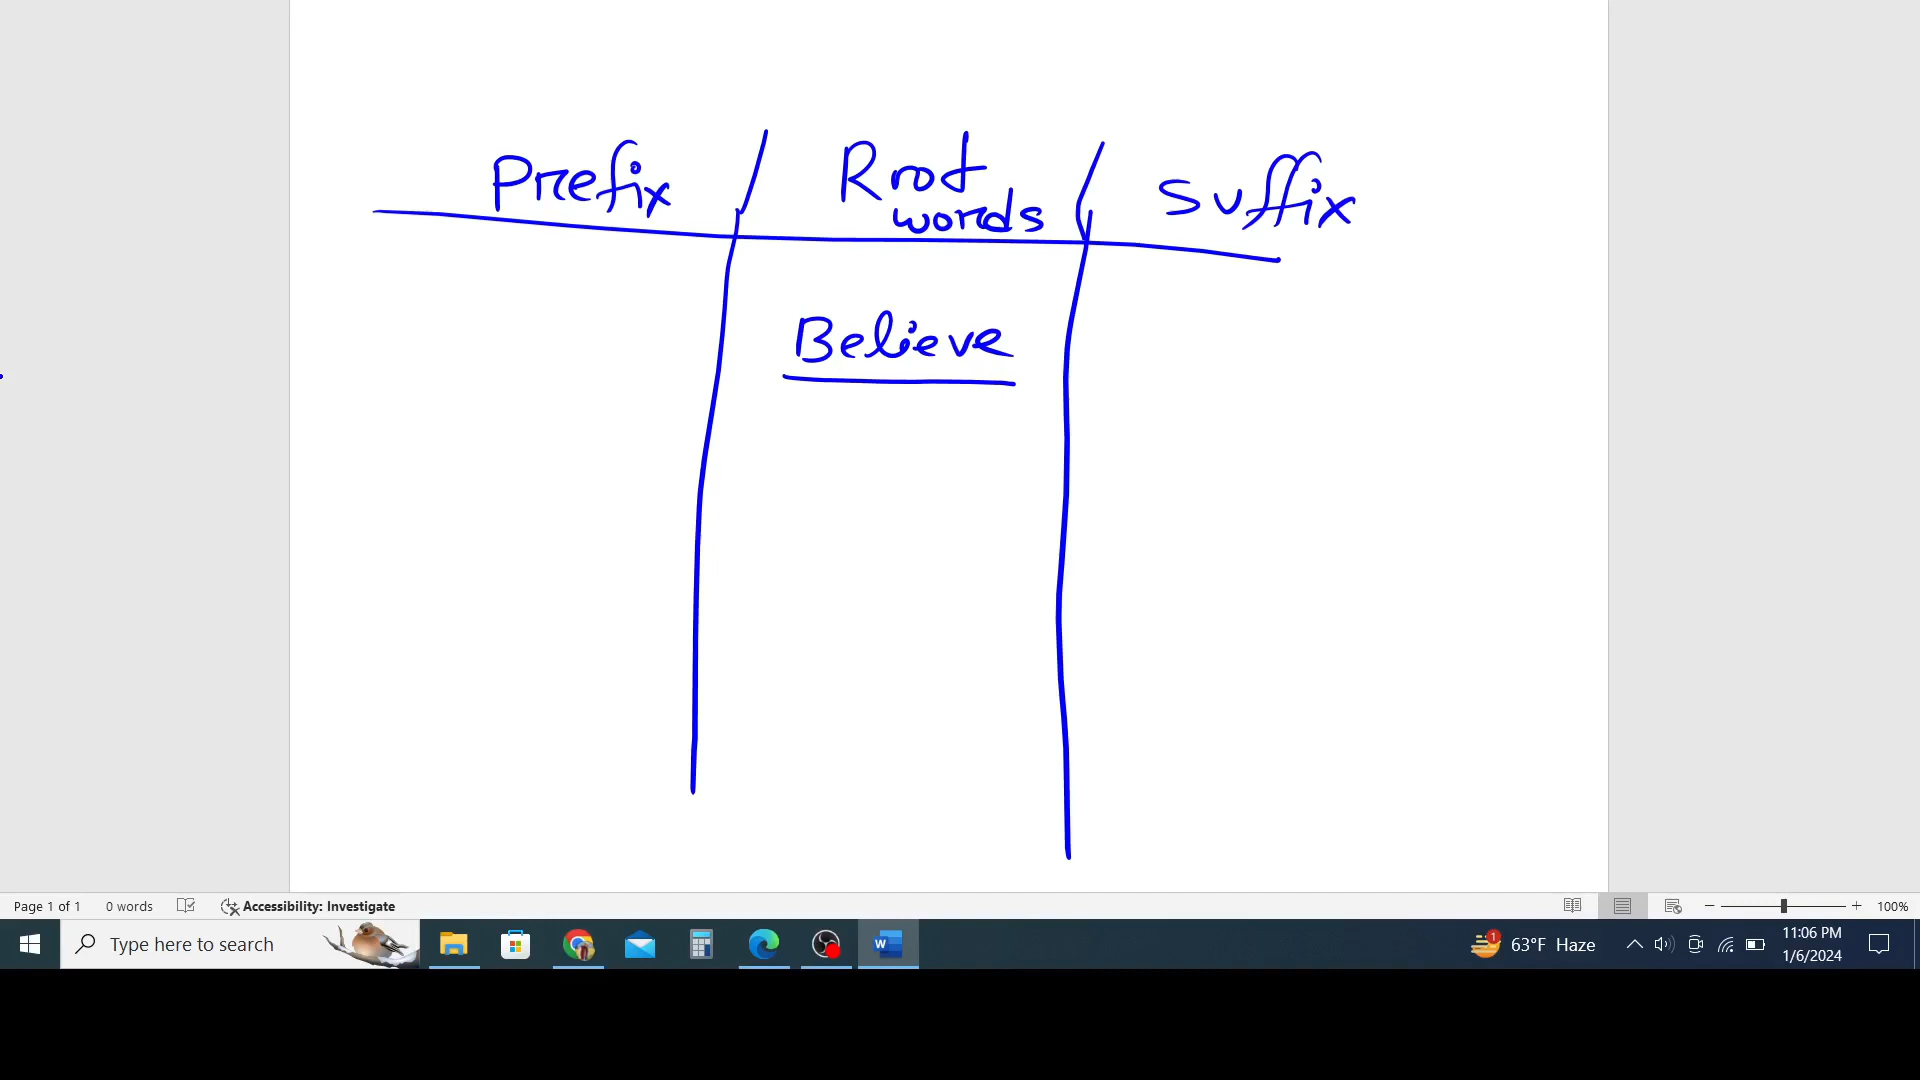 Prefix / Rrot / Suffix
words
Believe
Page 1 of 1 0 words Accessibility: Investigate 100%
Type here to search 63°F Haze 11:06 PM
1/6/2024